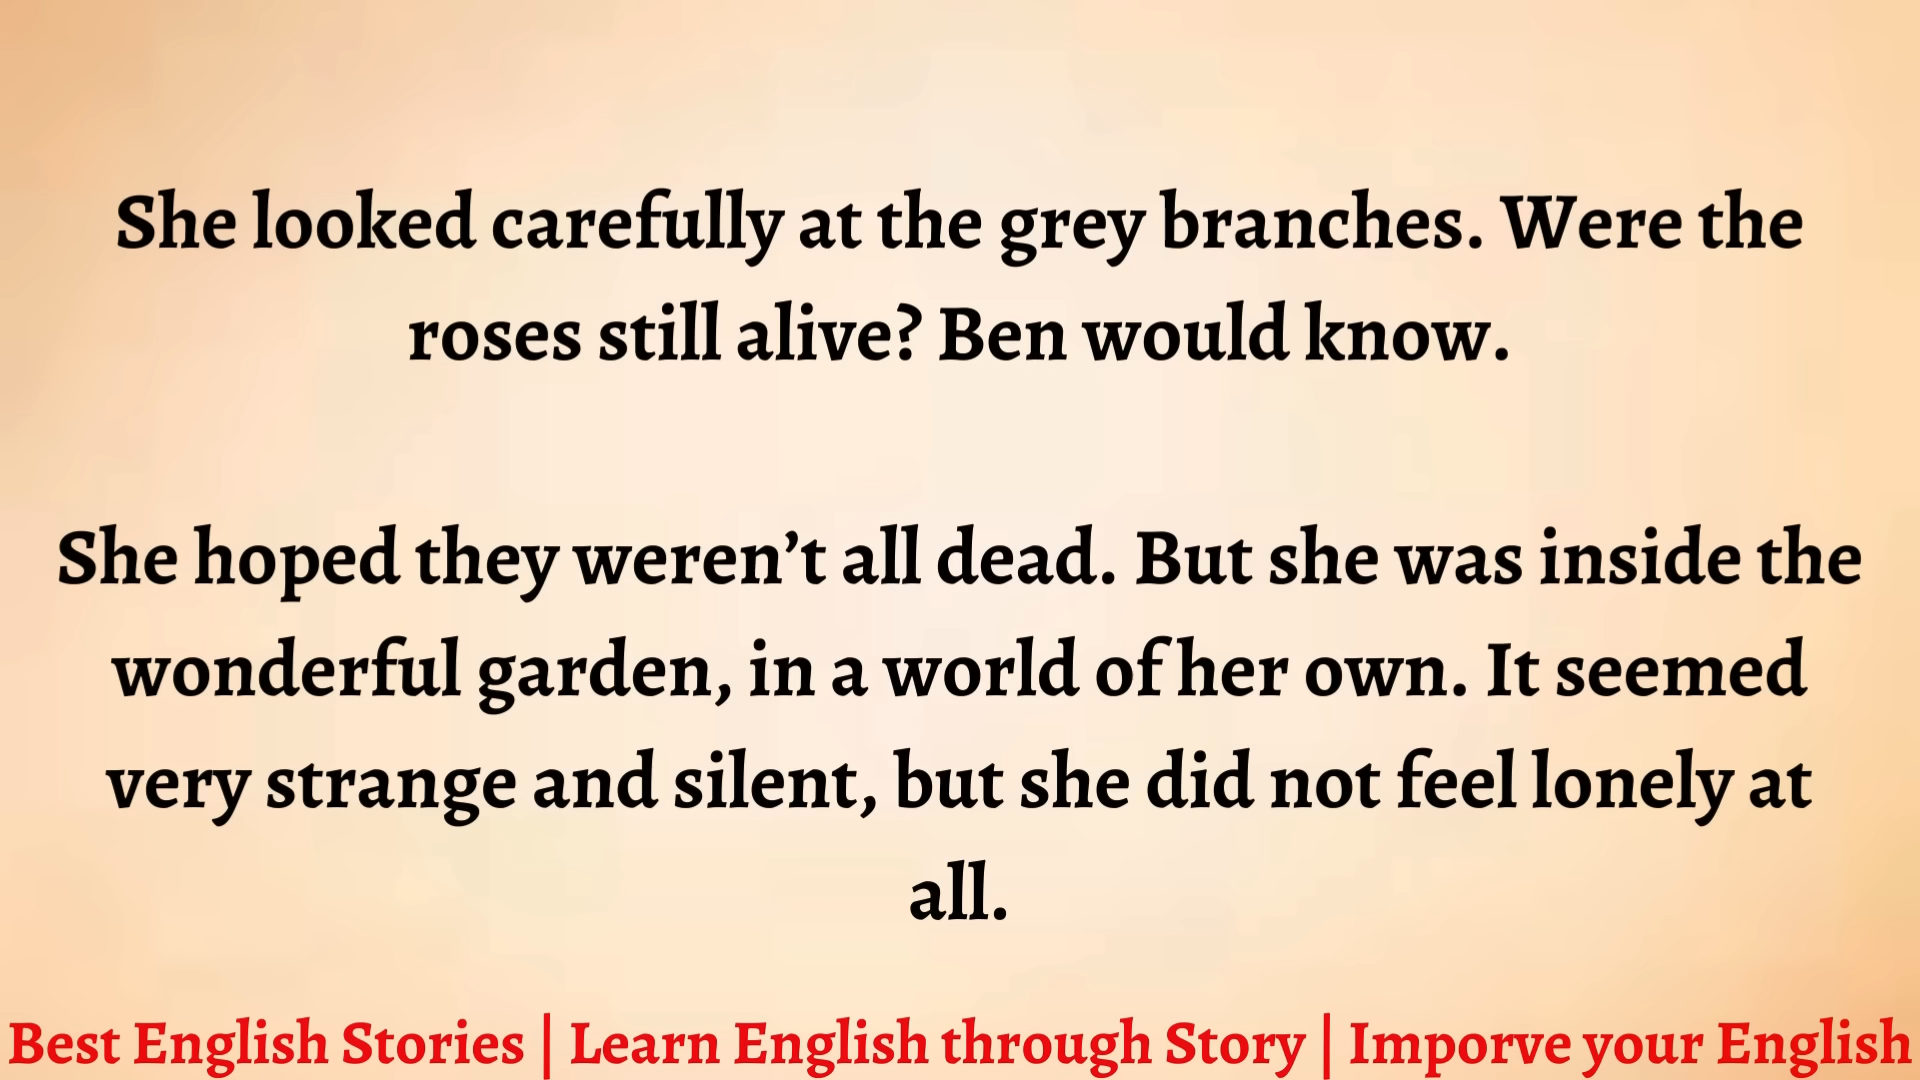 She looked carefully at the grey branches. Were the
roses still alive? Ben would know.
She hoped they weren’t all dead. But she was inside the
wonderful garden, in a world of her own. It seemed
very strange and silent, but she did not feel lonely at
all.
Best English Stories | Learn English through Story | Imporve your English